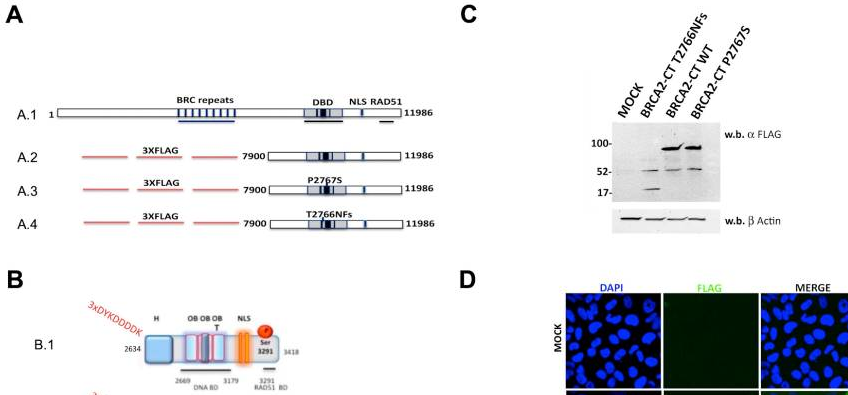 A
BRC repeats DBD NLS RAD51
A.1 1 11986
A.2 3XFLAG 7900 11986
P2767S
A.3 3XFLAG 7900 11986
T2766NFs
A.4 3XFLAG 7900 11986
B
3xDYKDDDDK
H OB OB OB NLS
T
B.1
P
Ser
3291
2634 3418
2669 3179 3291
DNA BD RAD51 BD
C
MOCK
BRCA2-CT T2766NFs
BRCA2-CT WT
BRCA2-CT P2767S
100-
52-
17-
w.b. α FLAG
w.b. β Actin
D
DAPI FLAG MERGE
MOCK